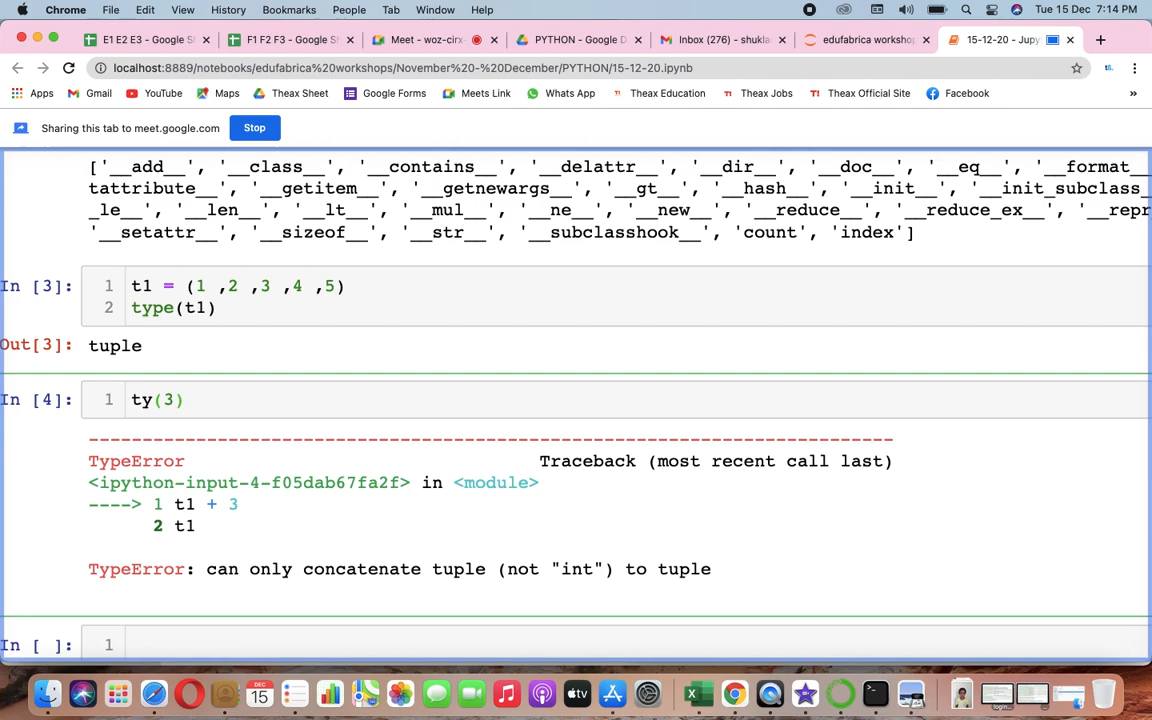 Chrome File Edit View History Bookmarks People Tab Window Help Tue 15 Dec 7:14 PM
E1 E2 E3 - Google Sh F1 F2 F3 - Google Sh Meet - woz-cirx- PYTHON - Google D Inbox (276) - shukla edufabrica workshop 15-12-20 - Jupy
localhost:8889/notebooks/edufabrica%20workshops/November%20-%20December/PYTHON/15-12-20.ipynb
Apps Gmail YouTube Maps Theax Sheet Google Forms Meets Link Whats App Theax Education Theax Jobs Theax Official Site Facebook »
Sharing this tab to meet.google.com Stop
['__add__', '__class__', '__contains__', '__delattr__', '__dir__', '__doc__', '__eq__', '__format__
tattribute__', '__getitem__', '__getnewargs__', '__gt__', '__hash__', '__init__', '__init_subclass_
_le__', '__len__', '__lt__', '__mul__', '__ne__', '__new__', '__reduce__', '__reduce_ex__', '__repr
'__setattr__', '__sizeof__', '__str__', '__subclasshook__', 'count', 'index']
In [3]: 1 t1 = (1 ,2 ,3 ,4 ,5)
2 type(t1)
Out[3]: tuple
In [4]: 1 ty(3)
---------------------------------------------------------------------------
TypeError Traceback (most recent call last)
<ipython-input-4-f05dab67fa2f> in <module>
----> 1 t1 + 3
2 t1
TypeError: can only concatenate tuple (not "int") to tuple
In [ ]: 1
DEC
15
tv